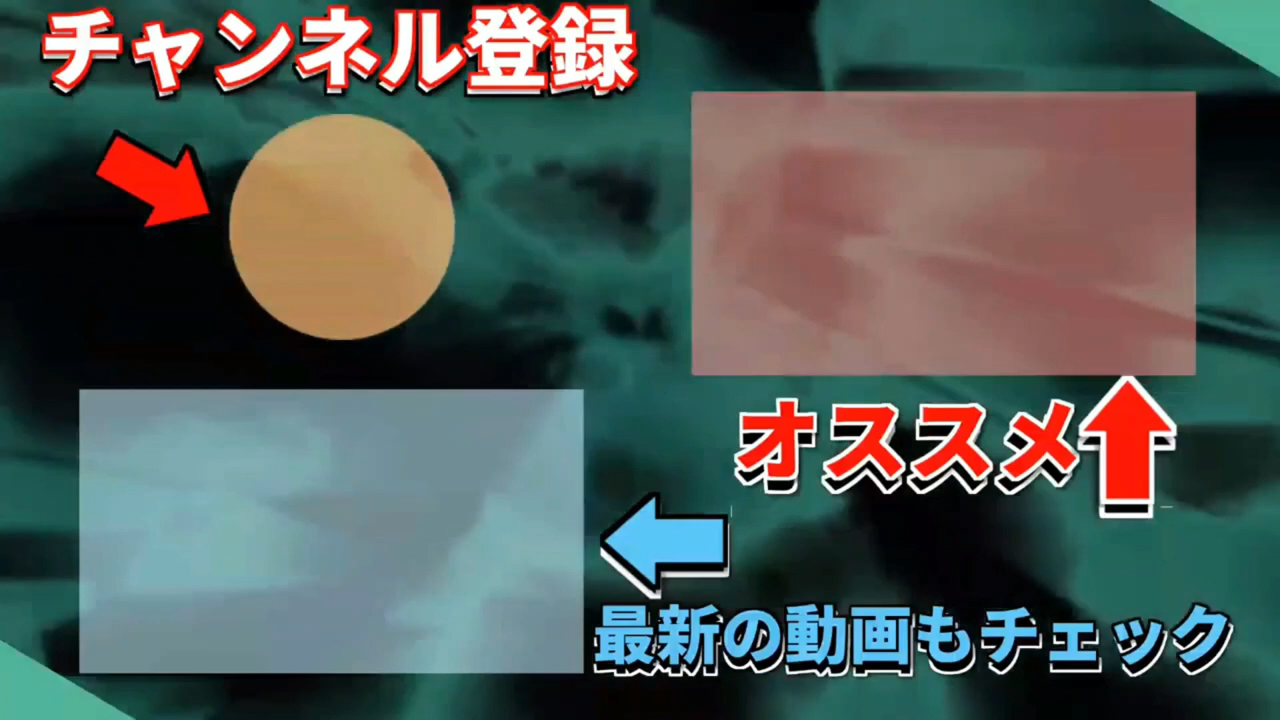 チャンネル登録
オススメ
最新の動画もチェック